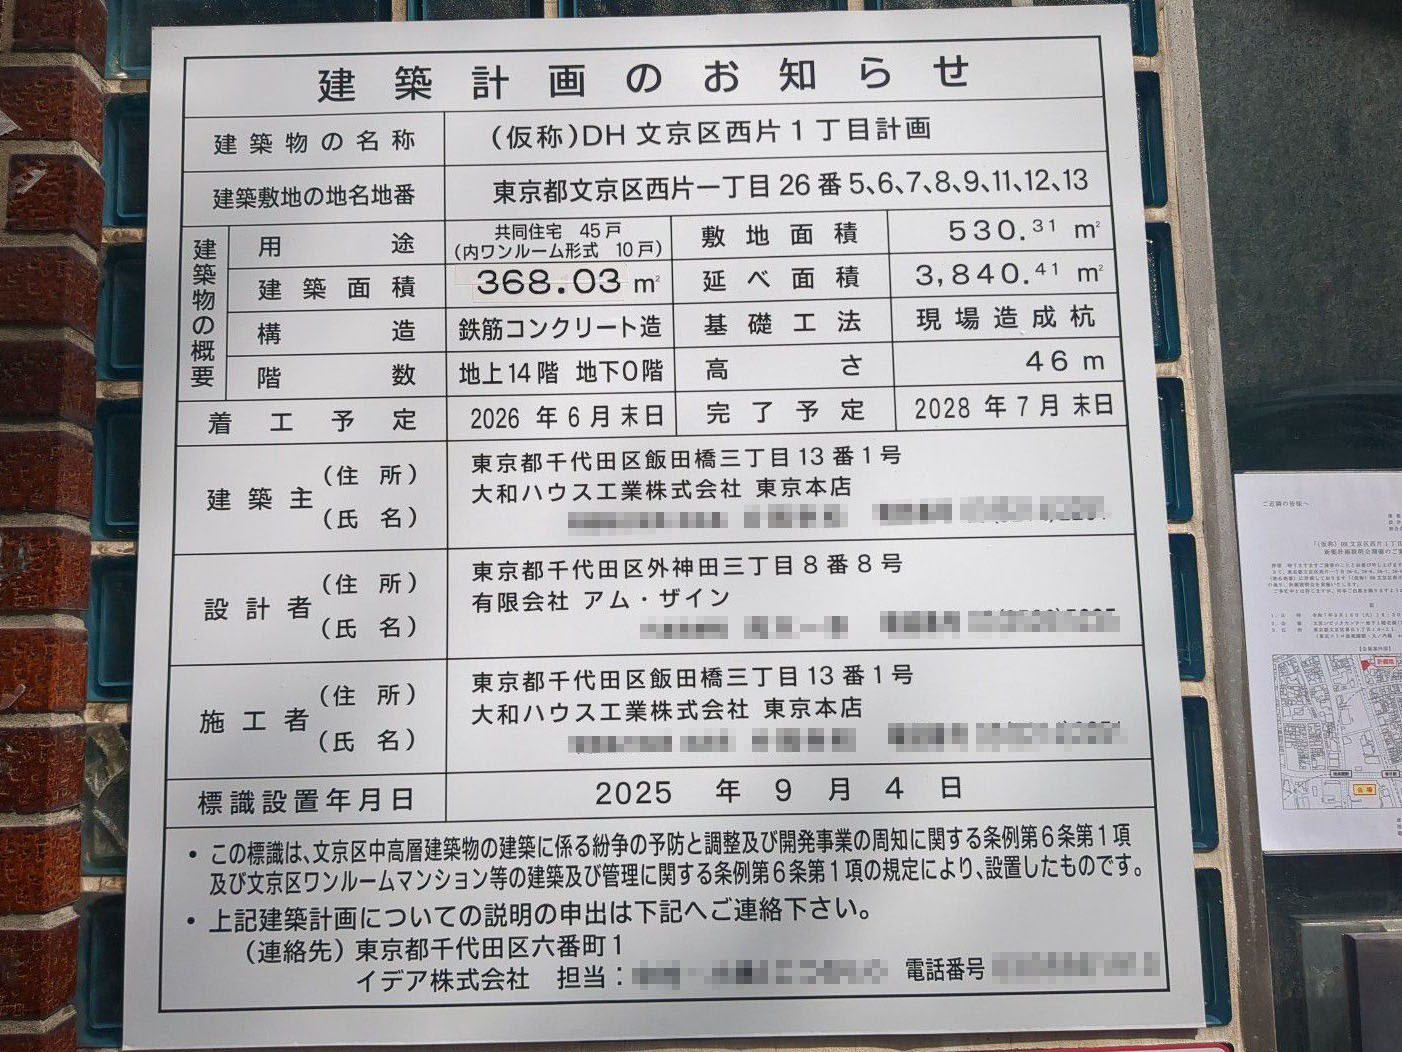 建築計画のお知らせ
建築物の名称 (仮称)DH 文京区西片1丁目計画
建築敷地の地名地番 東京都文京区西片一丁目26番5、6、7、8、9、11、12、13
建築物の概要
用途 共同住宅 45戸
(内ワンルーム形式 10戸)
敷地面積 530.31 m²
建築面積 368.03 m² 延べ面積 3,840.41 m²
構造 鉄筋コンクリート造 基礎工法 現場造成杭
階数 地上14階 地下0階 高さ 46 m
着工予定 2026 年 6 月 末日 完了予定 2028 年 7 月 末日
建築主 (住所) (氏名)
東京都千代田区飯田橋三丁目13番1号
大和ハウス工業株式会社 東京本店
設計者 (住所) (氏名)
東京都千代田区外神田三丁目8番8号
有限会社 アム・ザイン
施工者 (住所) (氏名)
東京都千代田区飯田橋三丁目13番1号
大和ハウス工業株式会社 東京本店
標識設置年月日 2025 年 9 月 4 日
・この標識は、文京区中高層建築物の建築に係る紛争の予防と調整及び開発事業の周知に関する条例第6条第1項
及び文京区ワンルームマンション等の建築及び管理に関する条例第6条第1項の規定により、設置したものです。
・上記建築計画についての説明の申出は下記へご連絡下さい。
(連絡先) 東京都千代田区六番町1
イデア株式会社 担当: 電話番号
ご近隣の皆様へ
計画地
会場